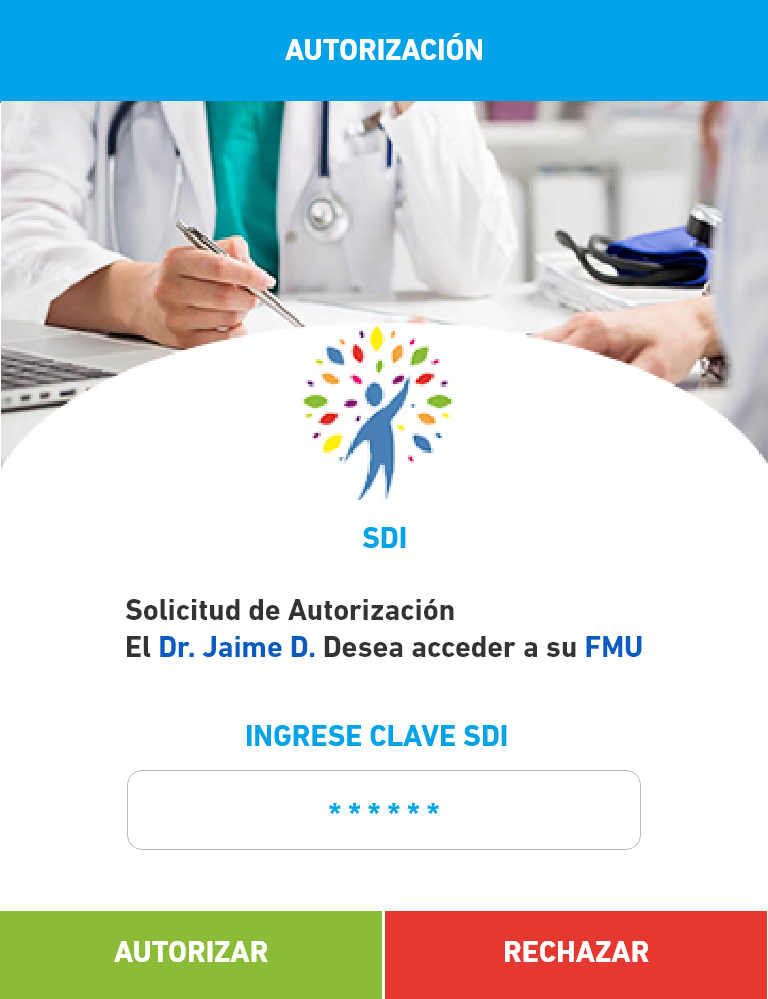 AUTORIZACIÓN
SDI
Solicitud de Autorización
El Dr. Jaime D. Desea acceder a su FMU
INGRESE CLAVE SDI
* * * * * *
AUTORIZAR
RECHAZAR